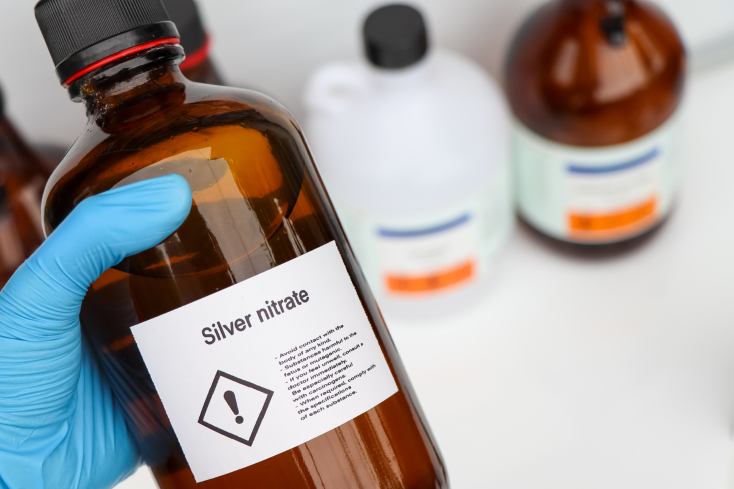 Silver nitrate
- Avoid contact with the
body of any kind.
- Substances harmful to the
fetus or mutagenic.
- If you feel unwell, consult a
doctor immediately.
Be especially careful
with carcinogens.
- When required, comply with
the specifications
of each substance.